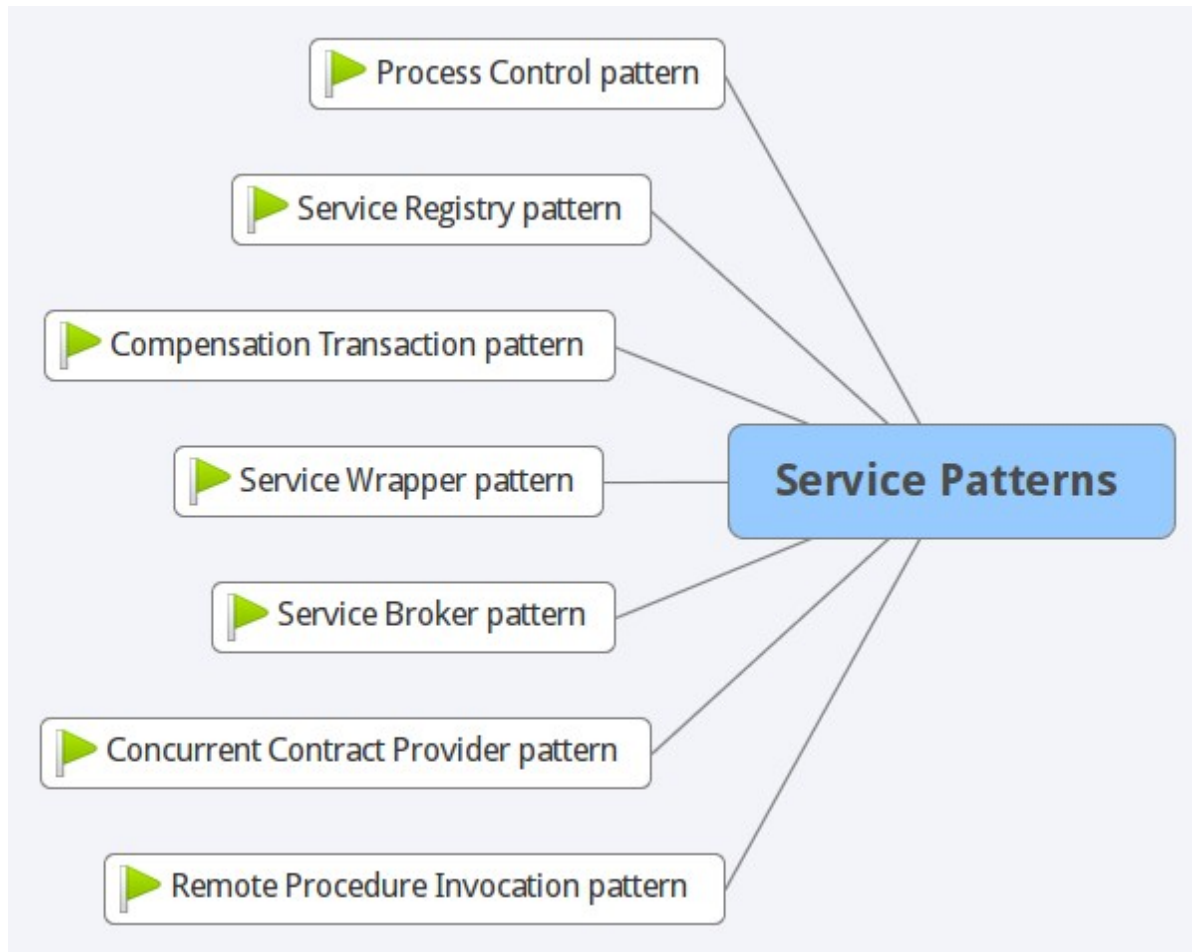 Process Control pattern
Service Registry pattern
Compensation Transaction pattern
Service Wrapper pattern
Service Patterns
Service Broker pattern
Concurrent Contract Provider pattern
Remote Procedure Invocation pattern